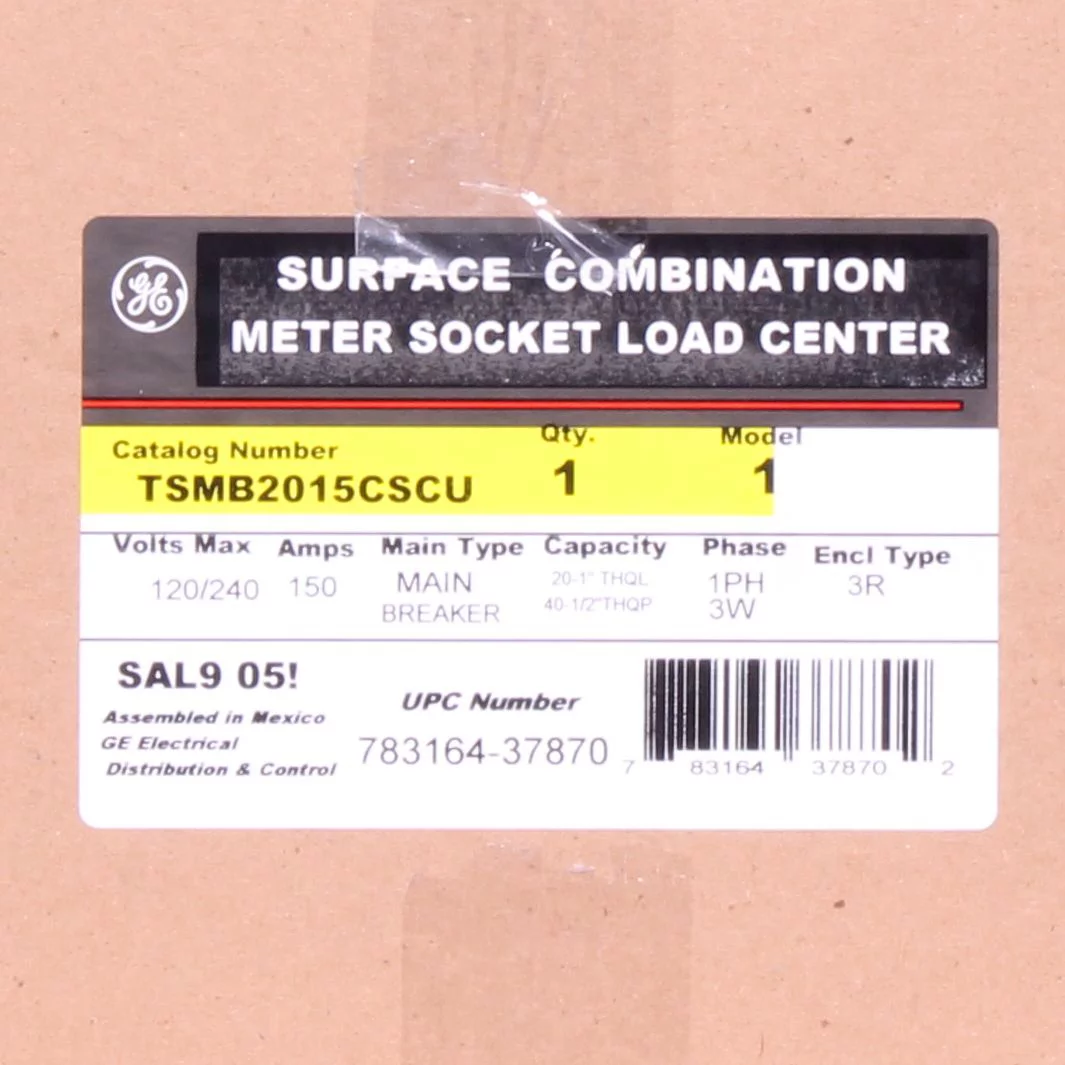 GE
SURFACE COMBINATION
METER SOCKET LOAD CENTER
Catalog Number Qty. Model
TSMB2015CSCU 1 1
Volts Max Amps Main Type Capacity Phase Encl Type
120/240 150 MAIN 20-1" THQL 1PH 3R
BREAKER 40-1/2"THQP 3W
SAL9 05!
Assembled in Mexico
GE Electrical
Distribution & Control
UPC Number
783164-37870
7 83164 37870 2